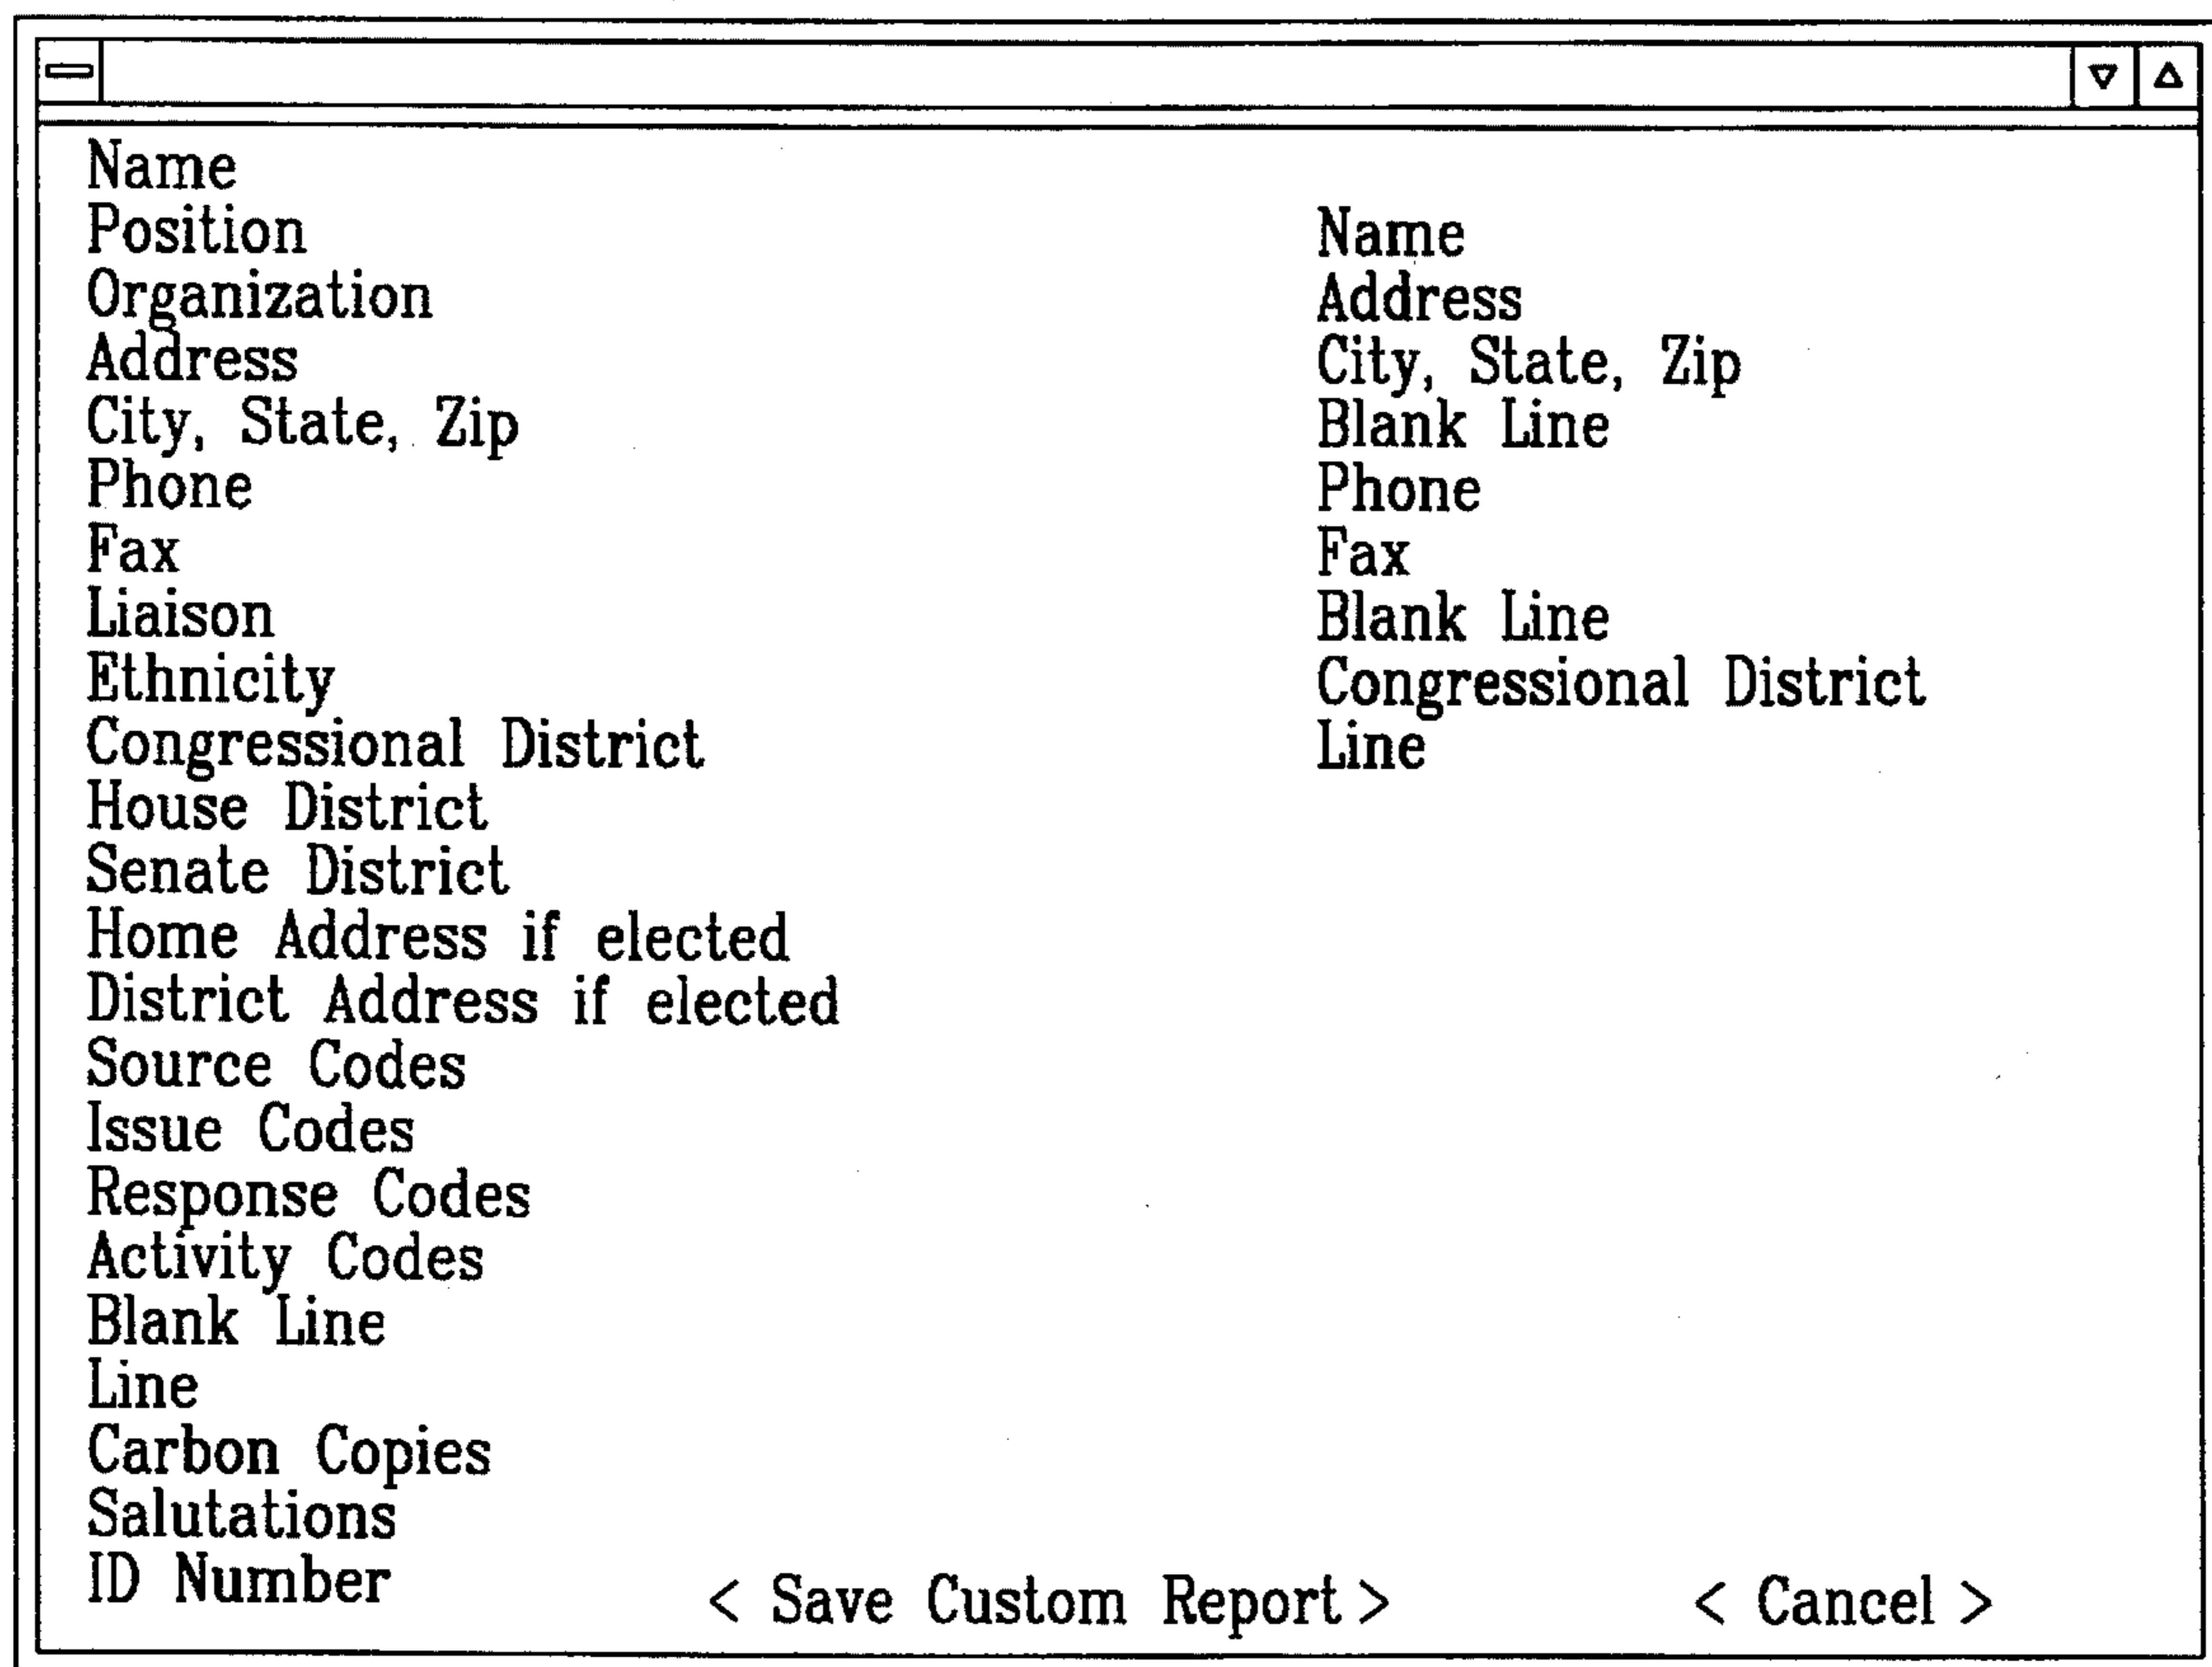 Name
Position
Organization
Address
City, State, Zip
Phone
Fax
Liaison
Ethnicity
Congressional District
House District
Senate District
Home Address if elected
District Address if elected
Source Codes
Issue Codes
Response Codes
Activity Codes
Blank Line
Line
Carbon Copies
Salutations
ID Number
Name
Address
City, State, Zip
Blank Line
Phone
Fax
Blank Line
Congressional District
Line
< Save Custom Report >
< Cancel >